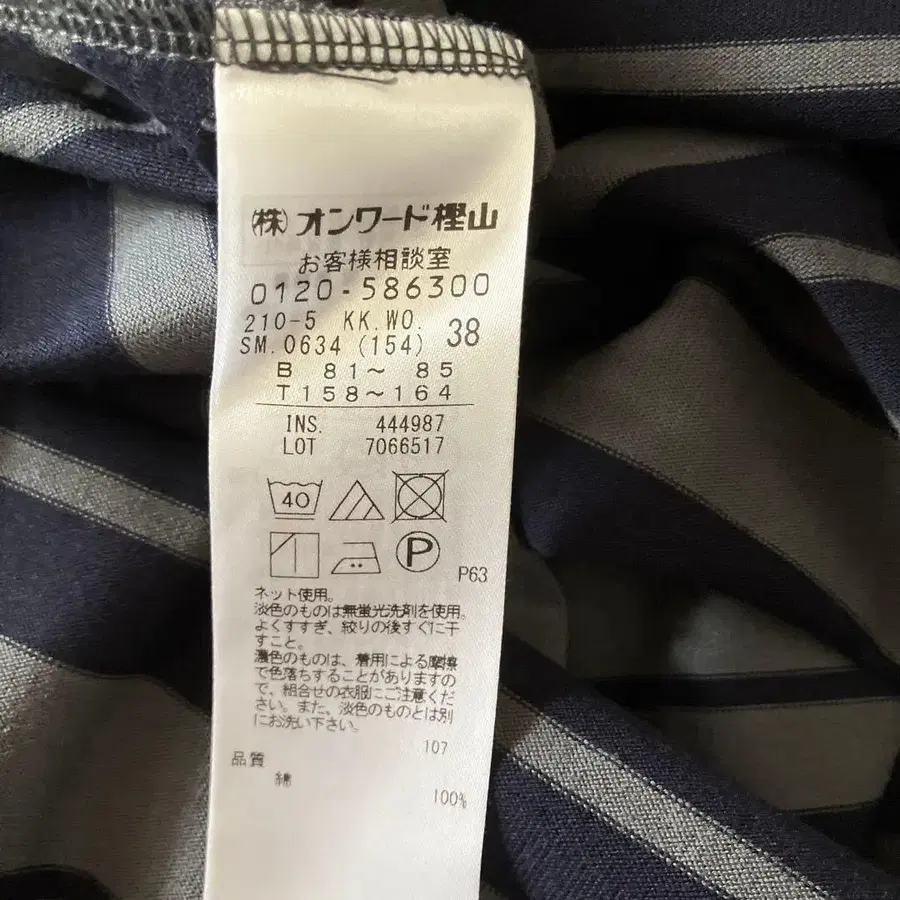 (株)オンワード樫山
お客様相談室
0120-586300
210-5 KK.WO. 38
SM.0634 (154)
B 81〜 85
T158〜164
INS. 444987
LOT 7066517
40
P
P63
ネット使用。
淡色のものは無蛍光洗剤を使用。
よくすすぎ、絞りの後すぐに干
すこと。
濃色のものは、着用による摩擦
で色落ちすることがありますの
で、組合せの衣服にご注意くだ
さい。また、淡色のものとは別
にお洗い下さい。
107
品質
綿
100%